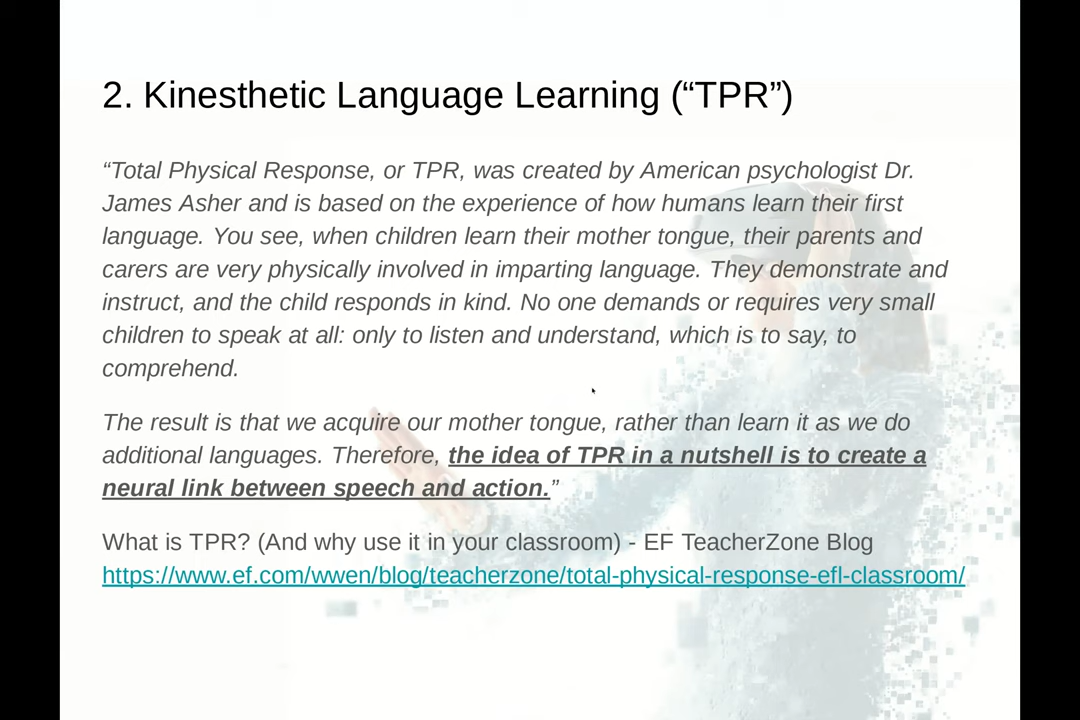 2. Kinesthetic Language Learning (“TPR”)
“Total Physical Response, or TPR, was created by American psychologist Dr.
James Asher and is based on the experience of how humans learn their first
language. You see, when children learn their mother tongue, their parents and
carers are very physically involved in imparting language. They demonstrate and
instruct, and the child responds in kind. No one demands or requires very small
children to speak at all: only to listen and understand, which is to say, to
comprehend.
The result is that we acquire our mother tongue, rather than learn it as we do
additional languages. Therefore, the idea of TPR in a nutshell is to create a
neural link between speech and action.”
What is TPR? (And why use it in your classroom) - EF TeacherZone Blog
https://www.ef.com/wwen/blog/teacherzone/total-physical-response-efl-classroom/